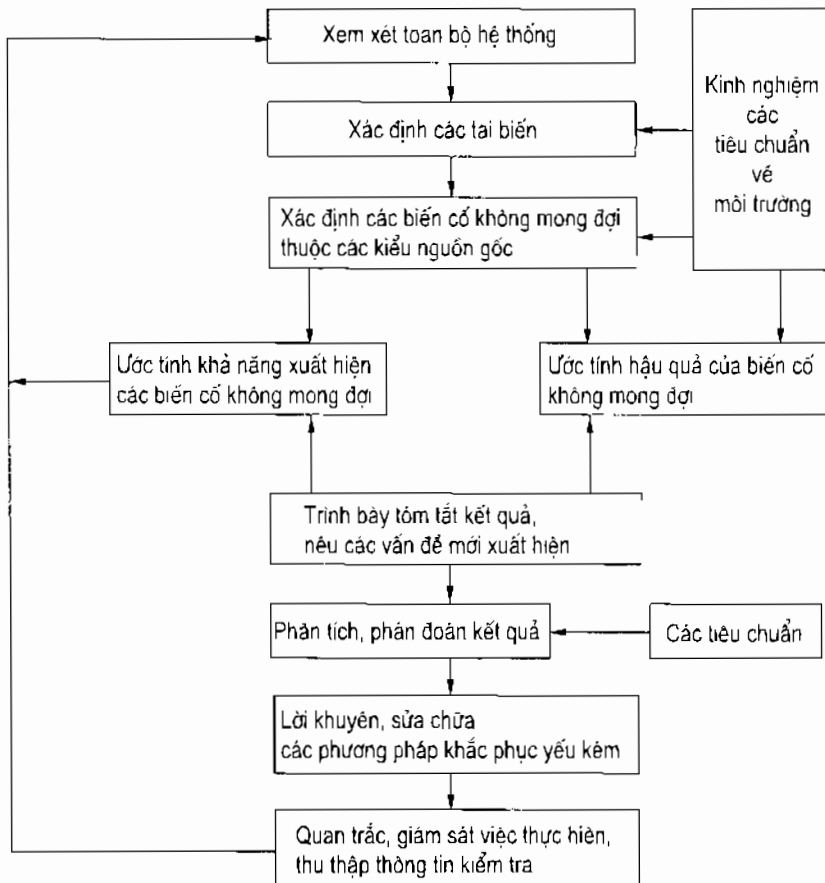 Xem xét toan bộ hệ thống
Kinh nghiệm
các
tiêu chuẩn
về
môi trường
Xác định các tai biến
Xác định các biến cố không mong đợi
thuộc các kiểu nguồn gốc
Ước tính khả năng xuất hiện
các biến cố không mong đợi
Ước tính hậu quả của biến cố
không mong đợi
Trình bày tóm tắt kết quả,
nêu các vấn đề mới xuất hiện
Phân tích, phán đoán kết quả
Các tiêu chuẩn
Lời khuyên, sửa chữa
các phương pháp khắc phục yếu kém
Quan trắc, giám sát việc thực hiện,
thu thập thông tin kiểm tra